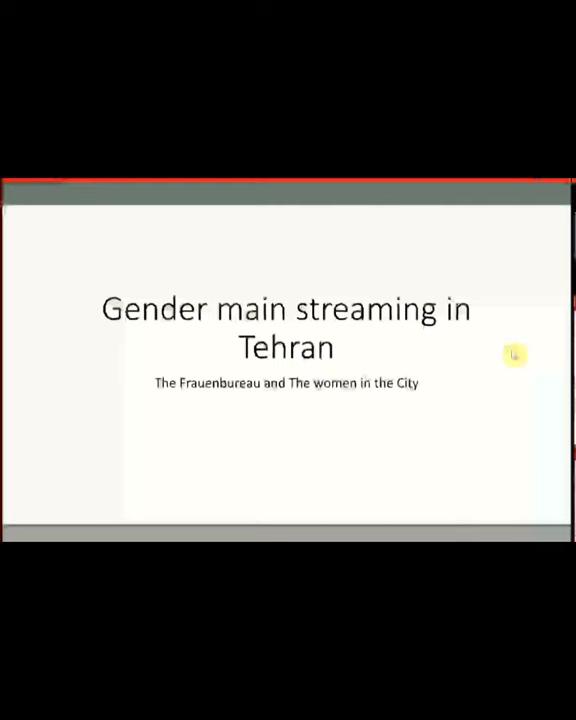 Gender main streaming in
Tehran
The Frauenbureau and The women in the City